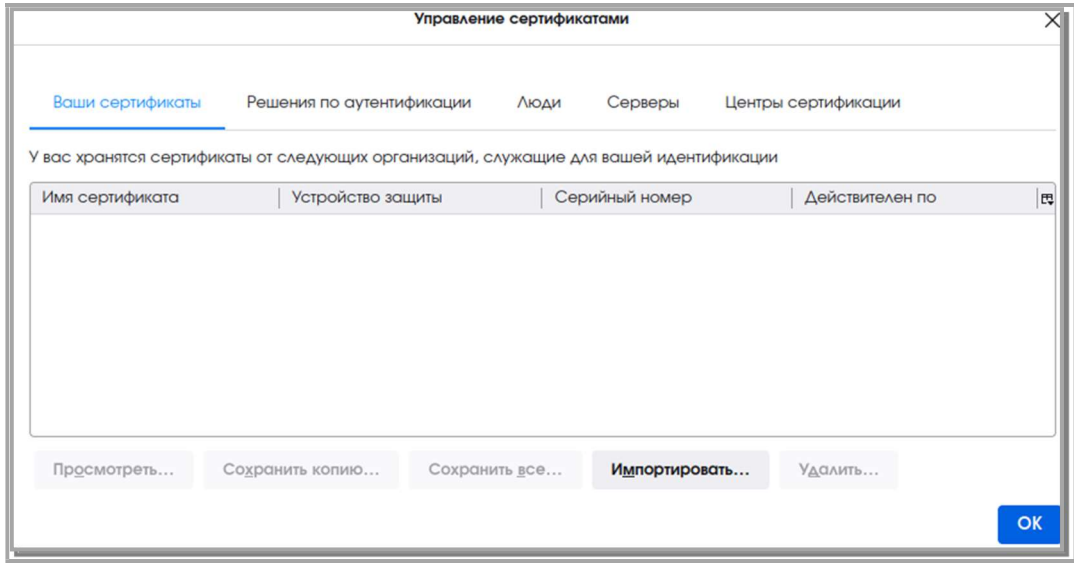 Управление сертификатами
Ваши сертификаты Решения по аутентификации Люди Серверы Центры сертификации
У вас хранятся сертификаты от следующих организаций, служащие для вашей идентификации
Имя сертификата Устройство защиты Серийный номер Действителен по
Просмотреть... Сохранить копию... Сохранить все... Импортировать... Удалить...
ОК